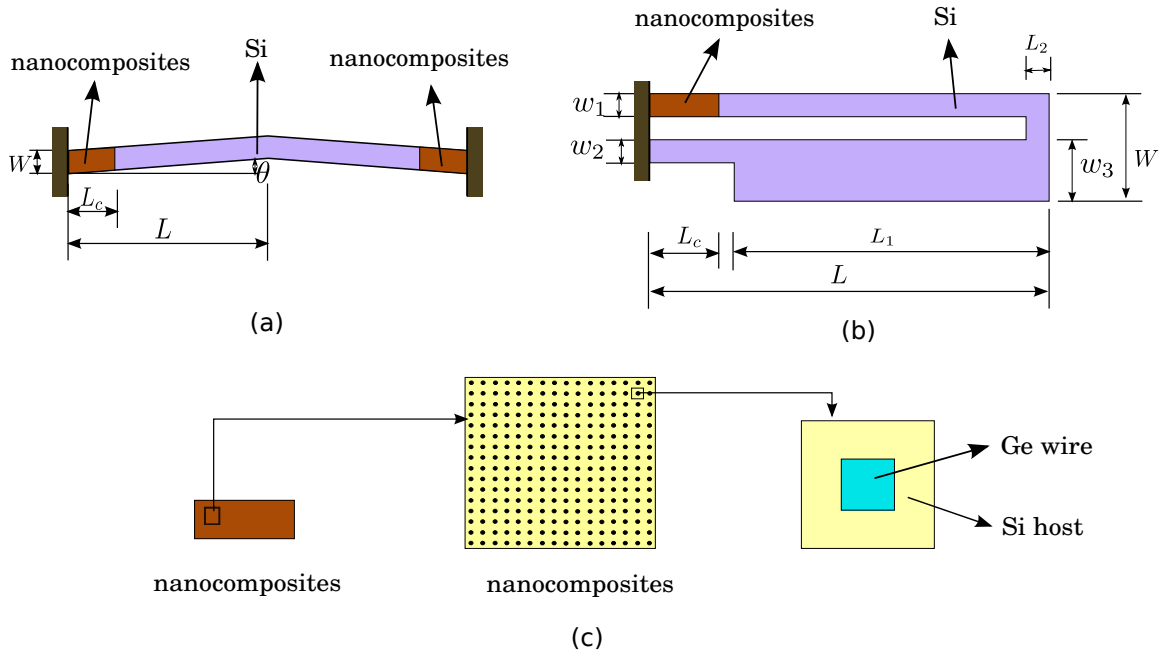 Si
nanocomposites
nanocomposites
W
θ
L_c
L
(a)
nanocomposites
Si
L_2
w_1
w_2
w_3
W
L_c
L_1
L
(b)
Ge wire
Si host
nanocomposites
nanocomposites
(c)